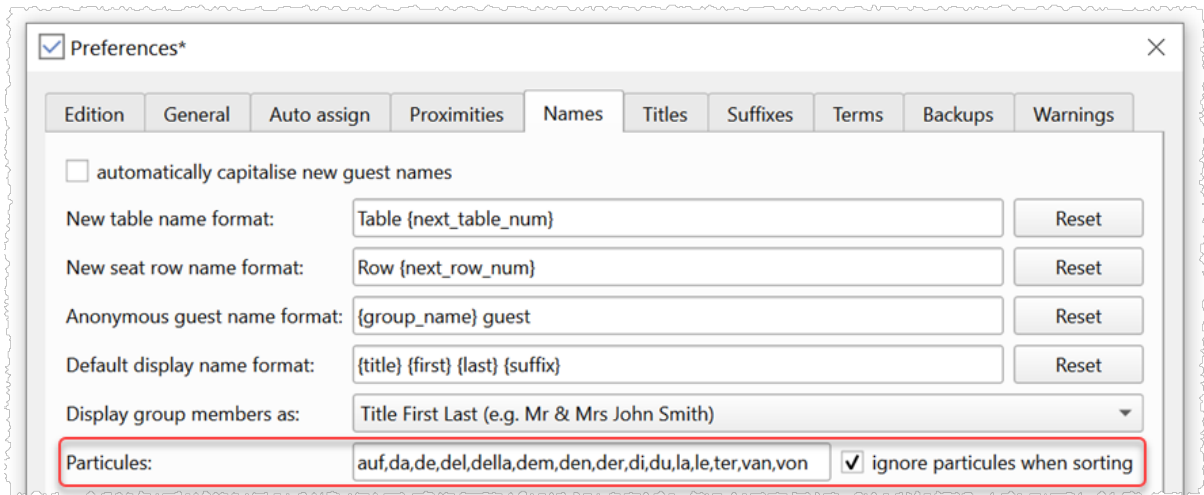 Preferences*
Edition General Auto assign Proximities Names Titles Suffixes Terms Backups Warnings
automatically capitalise new guest names
New table name format: Table {next_table_num} Reset
New seat row name format: Row {next_row_num} Reset
Anonymous guest name format: {group_name} guest Reset
Default display name format: {title} {first} {last} {suffix} Reset
Display group members as: Title First Last (e.g. Mr & Mrs John Smith)
Particules: auf,da,de,del,della,dem,den,der,di,du,la,le,ter,van,von ignore particules when sorting